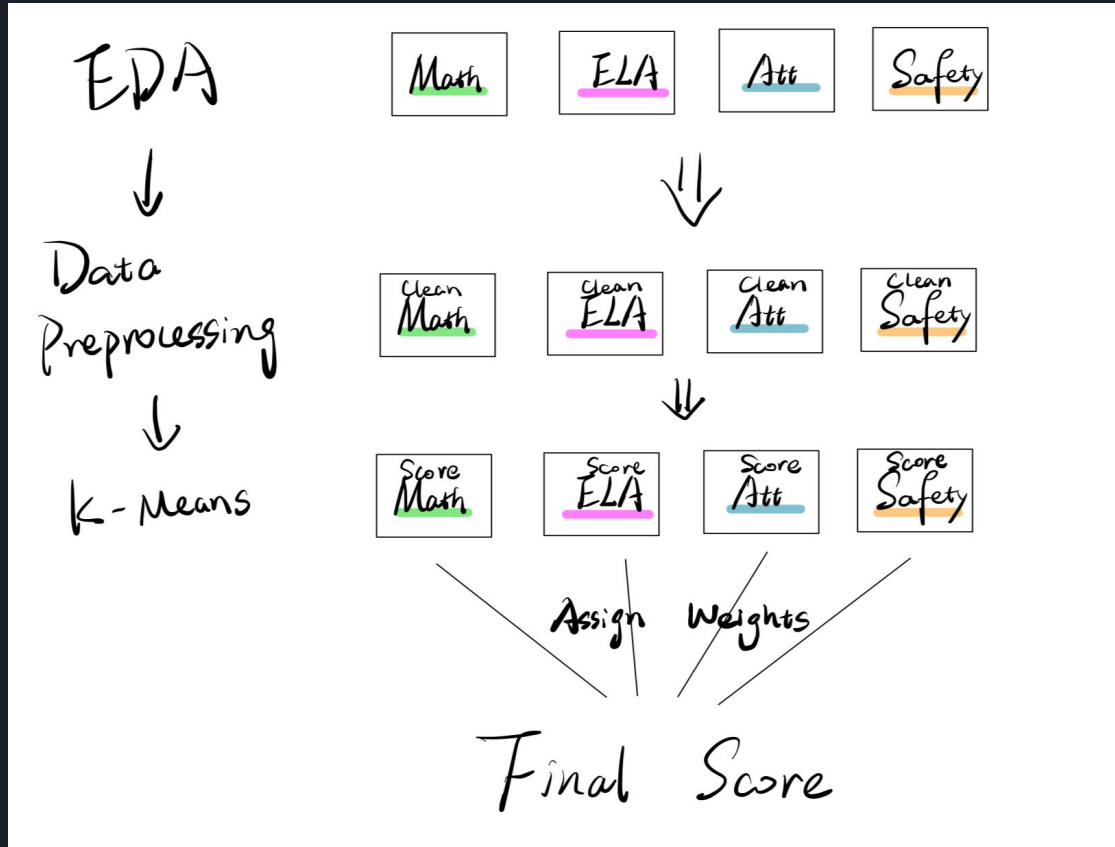 EDA
Math ELA Att Safety
Data
Preprocessing
Clean Clean Clean Clean
Math ELA Att Safety
K-Means
Score Score Score Score
Math ELA Att Safety
Assign Weights
Final Score